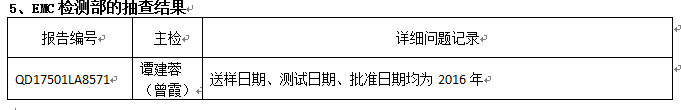 5、EMC 检测部的抽查结果
报告编号 主检 详细问题记录
QD17501LA8571 谭建蓉 送样日期、测试日期、批准日期均为 2016 年
（曾霞）